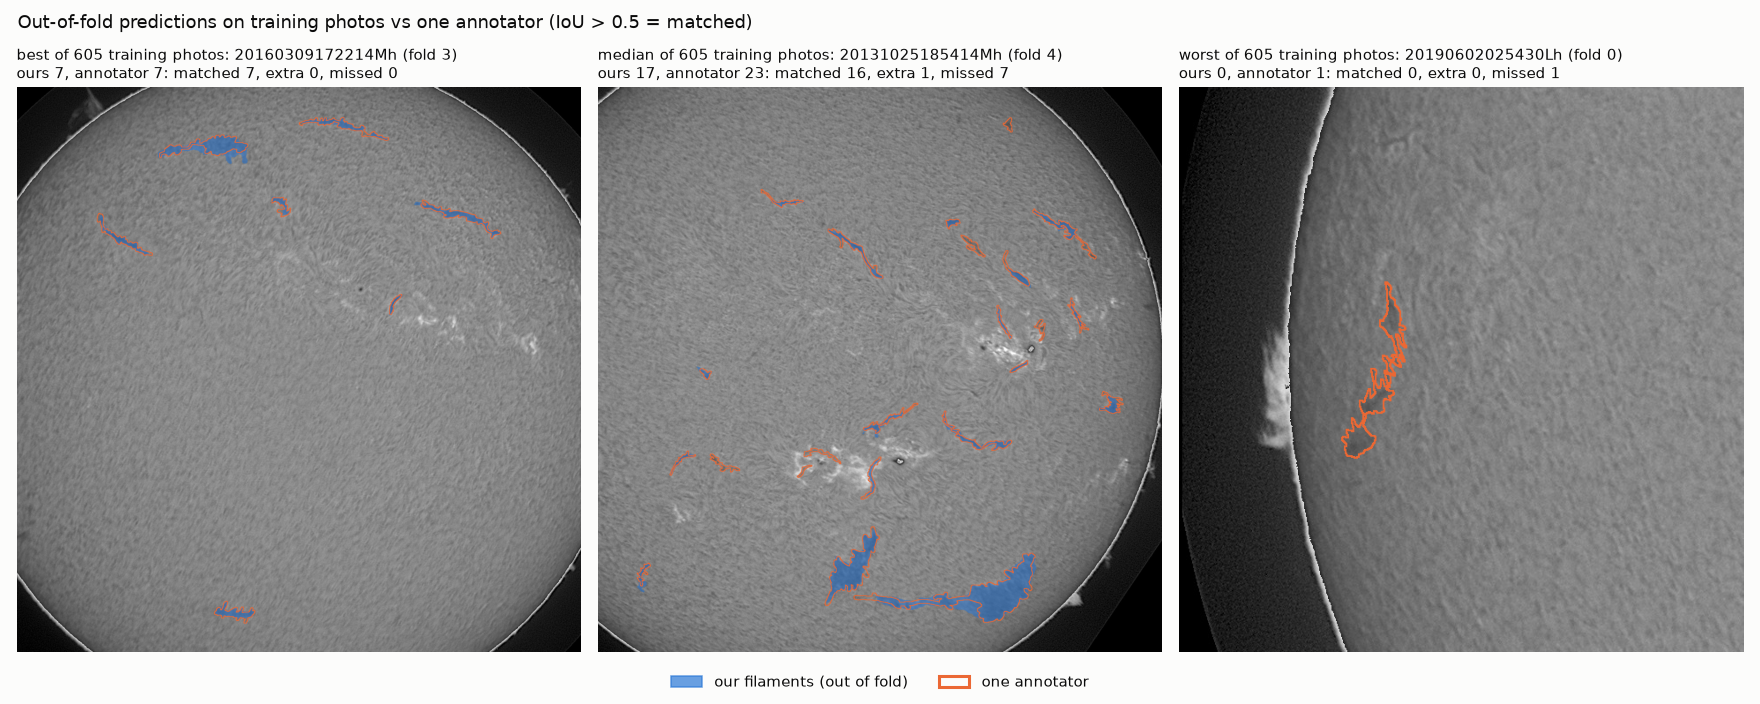 Out-of-fold predictions on training photos vs one annotator (IoU > 0.5 = matched)
best of 605 training photos: 20160309172214Mh (fold 3)
ours 7, annotator 7: matched 7, extra 0, missed 0
median of 605 training photos: 20131025185414Mh (fold 4)
ours 17, annotator 23: matched 16, extra 1, missed 7
worst of 605 training photos: 20190602025430Lh (fold 0)
ours 0, annotator 1: matched 0, extra 0, missed 1
our filaments (out of fold)
one annotator